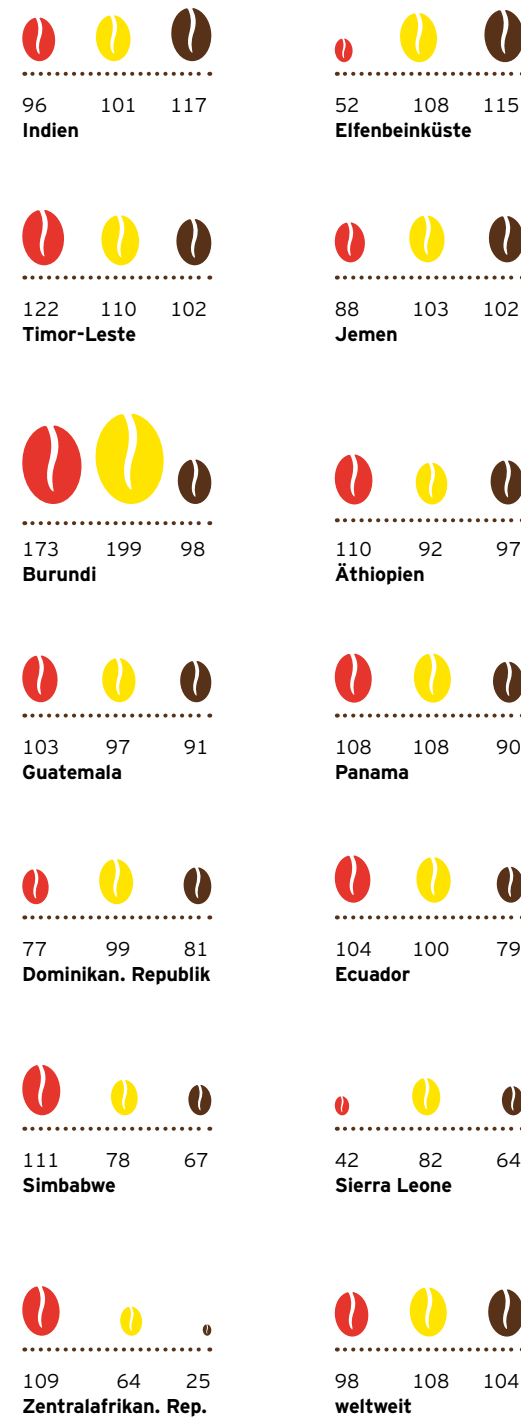 96 101 117 52 108 115
Indien Elfenbeinküste
122 110 102 88 103 102
Timor-Leste Jemen
173 199 98 110 92 97
Burundi Äthiopien
103 97 91 108 108 90
Guatemala Panama
77 99 81 104 100 79
Dominikan. Republik Ecuador
111 78 67 42 82 64
Simbabwe Sierra Leone
109 64 25 98 108 104
Zentralafrikan. Rep. weltweit